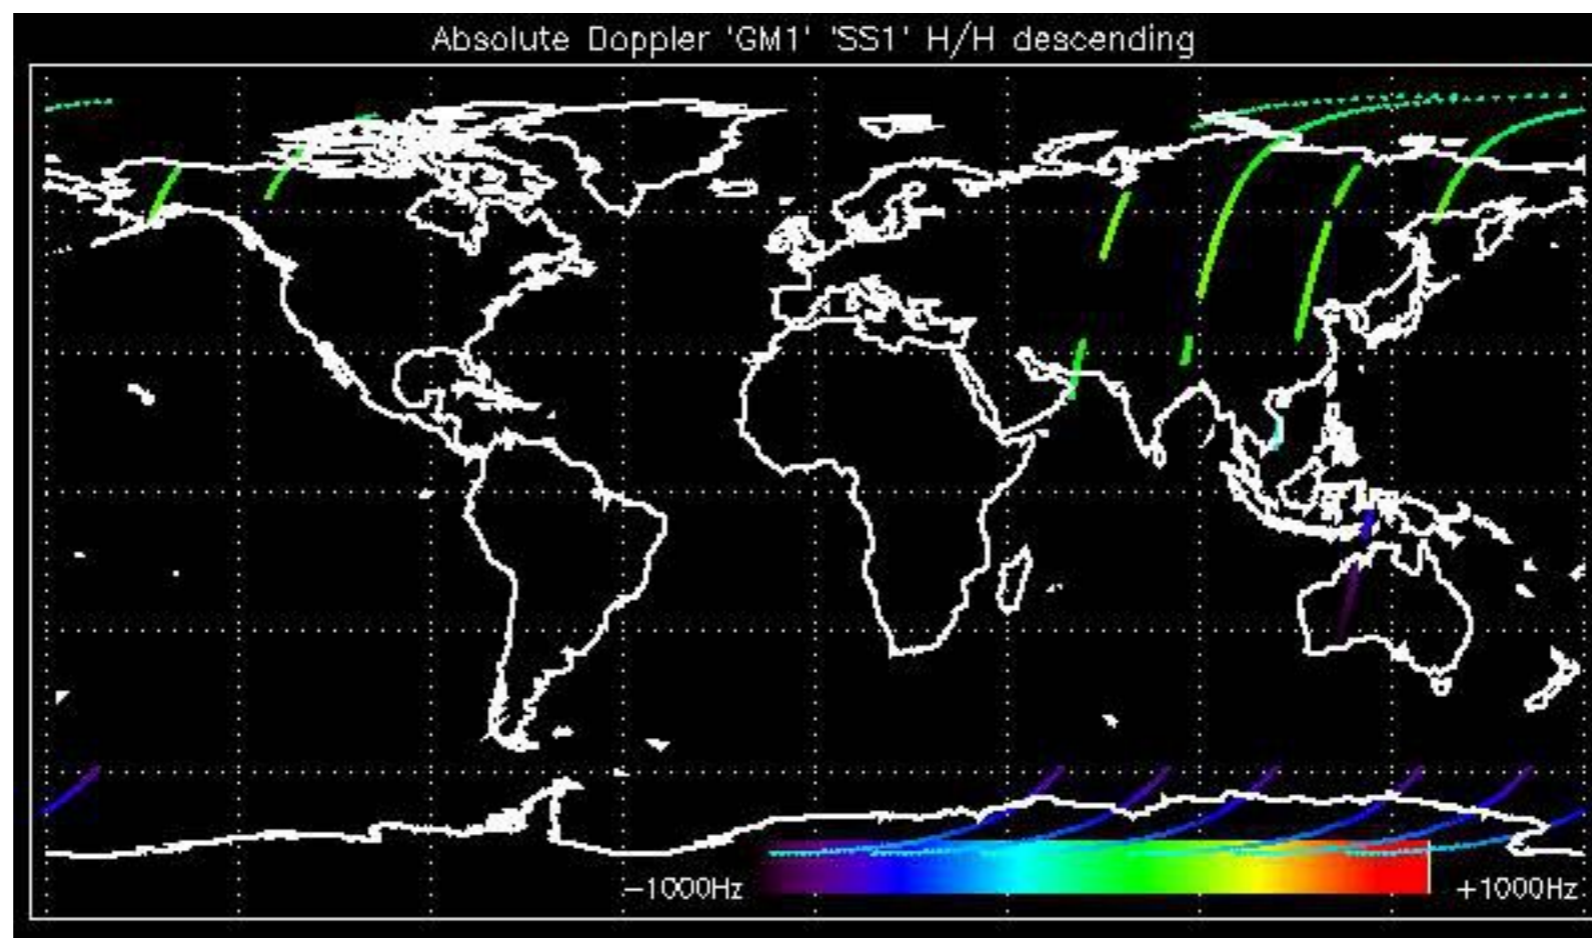 Absolute Doppler 'GM1' 'SS1' H/H descending
-1000Hz
+1000Hz